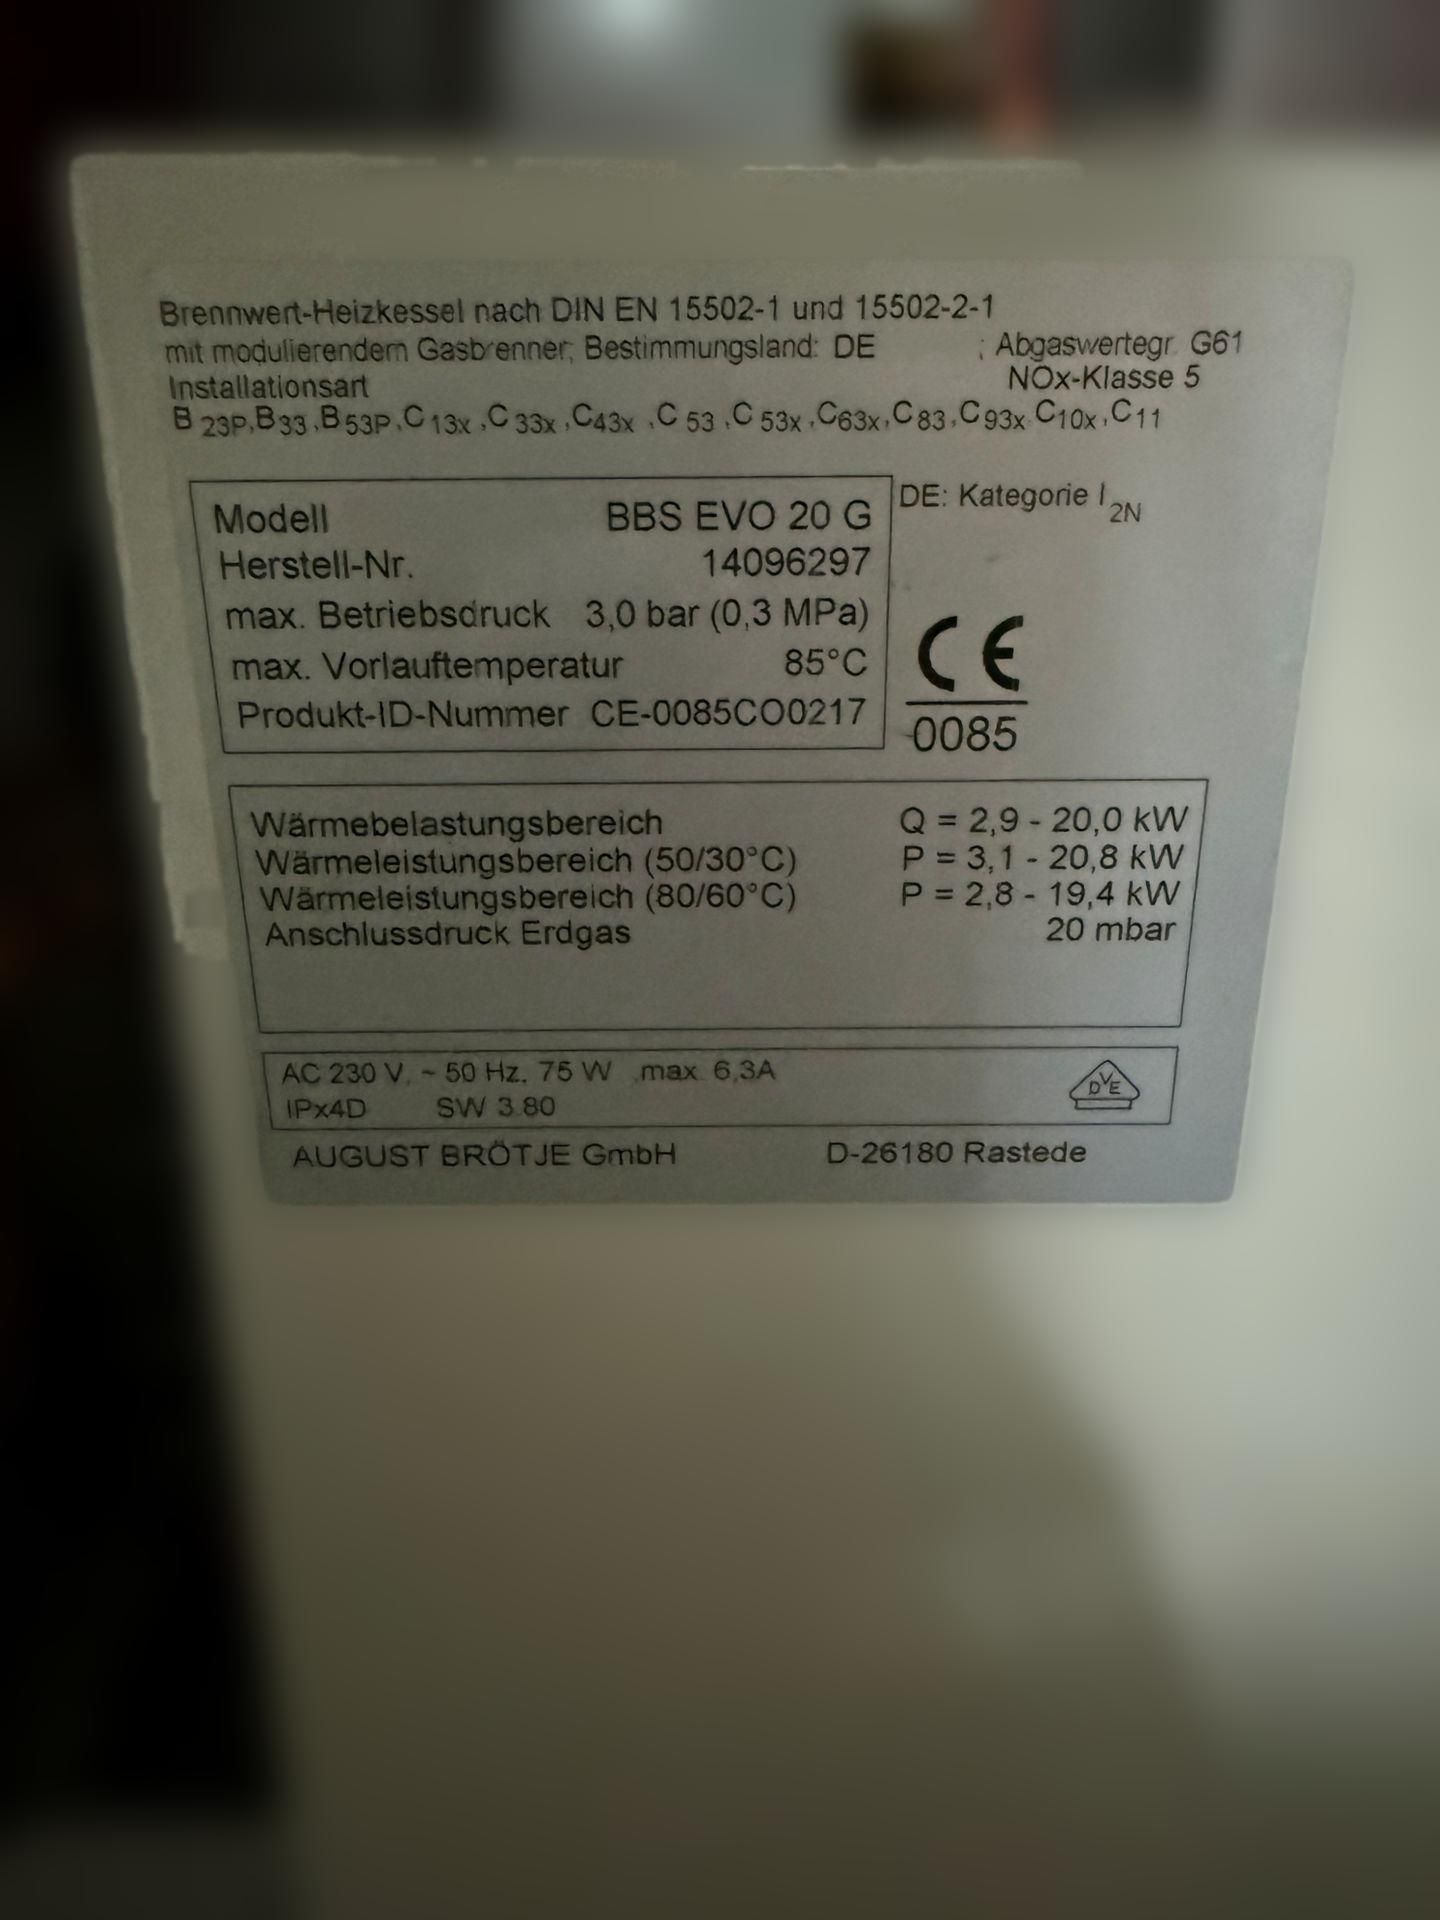 Brennwert-Heizkessel nach DIN EN 15502-1 und 15502-2-1
mit modulierendem Gasbrenner; Bestimmungsland: DE ; Abgaswertegr. G61
Installationsart NOx-Klasse 5
B23P, B33, B53P, C13x, C33x, C43x, C53, C53x, C63x, C83, C93x, C10x, C11
Modell BBS EVO 20 G
DE: Kategorie I2N
Herstell-Nr. 14096297
max. Betriebsdruck 3,0 bar (0,3 MPa)
max. Vorlauftemperatur 85°C
Produkt-ID-Nummer CE-0085CO0217
CE
0085
Wärmebelastungsbereich Q = 2,9 - 20,0 kW
Wärmeleistungsbereich (50/30°C) P = 3,1 - 20,8 kW
Wärmeleistungsbereich (80/60°C) P = 2,8 - 19,4 kW
Anschlussdruck Erdgas 20 mbar
AC 230 V, ~ 50 Hz, 75 W ,max. 6,3A
IPx4D SW 3.80
DVE
AUGUST BRÖTJE GmbH D-26180 Rastede